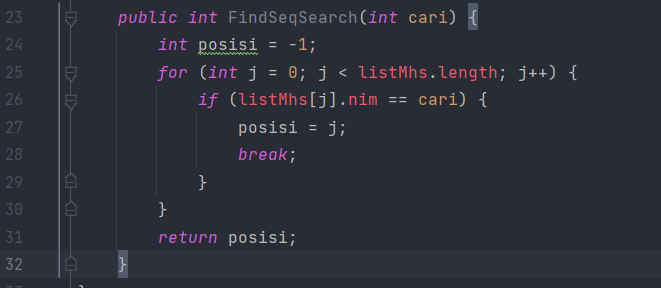 23 public int FindSeqSearch(int cari) {
24 int posisi = -1;
25 for (int j = 0; j < listMhs.length; j++) {
26 if (listMhs[j].nim == cari) {
27 posisi = j;
28 break;
29 }
30 }
31 return posisi;
32 }